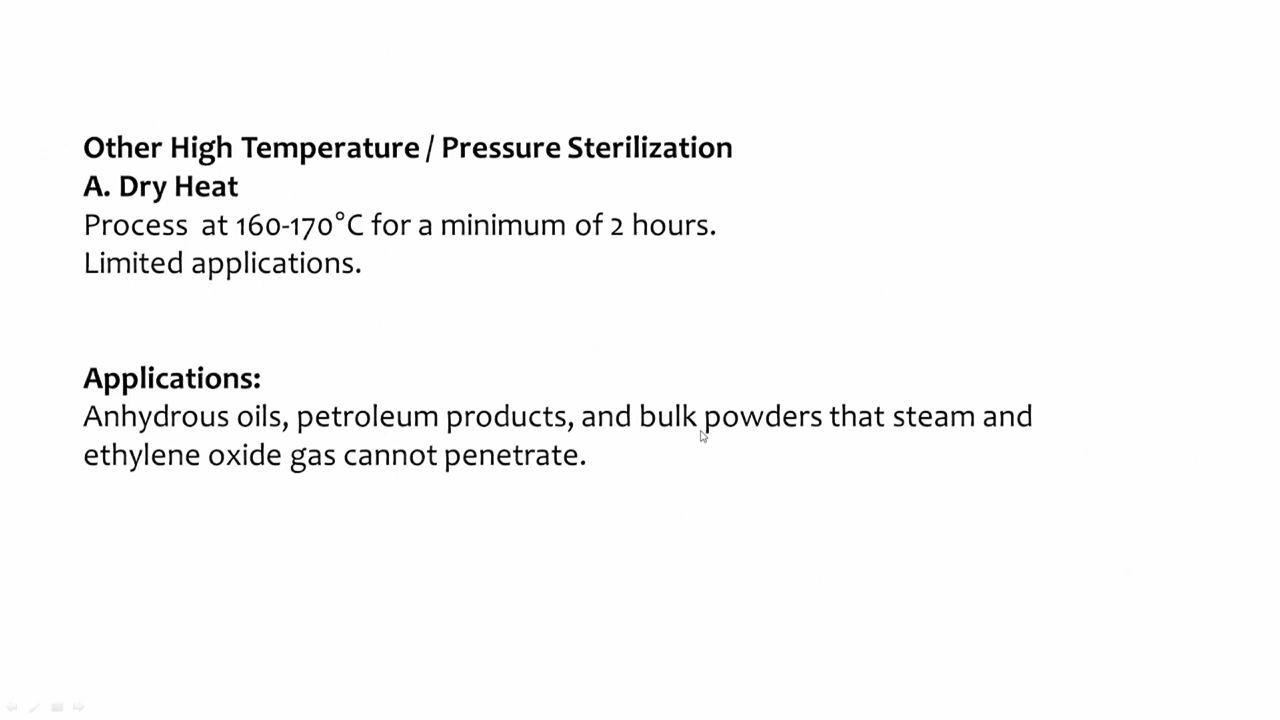 Other High Temperature / Pressure Sterilization
A. Dry Heat
Process at 160-170°C for a minimum of 2 hours.
Limited applications.
Applications:
Anhydrous oils, petroleum products, and bulk powders that steam and
ethylene oxide gas cannot penetrate.